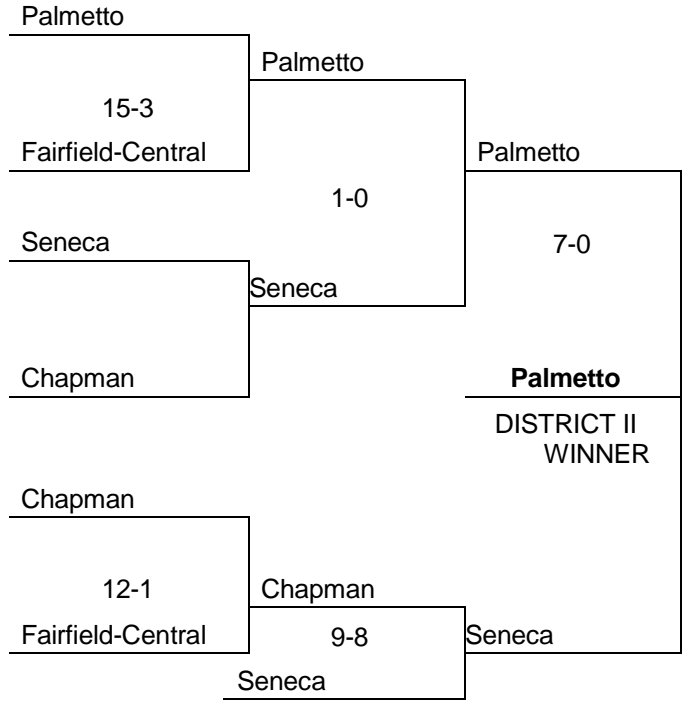 Palmetto
Palmetto
15-3
Fairfield-Central
Palmetto
1-0
Seneca
7-0
Seneca
Chapman
Palmetto
DISTRICT II
WINNER
Chapman
12-1
Chapman
Fairfield-Central
9-8
Seneca
Seneca